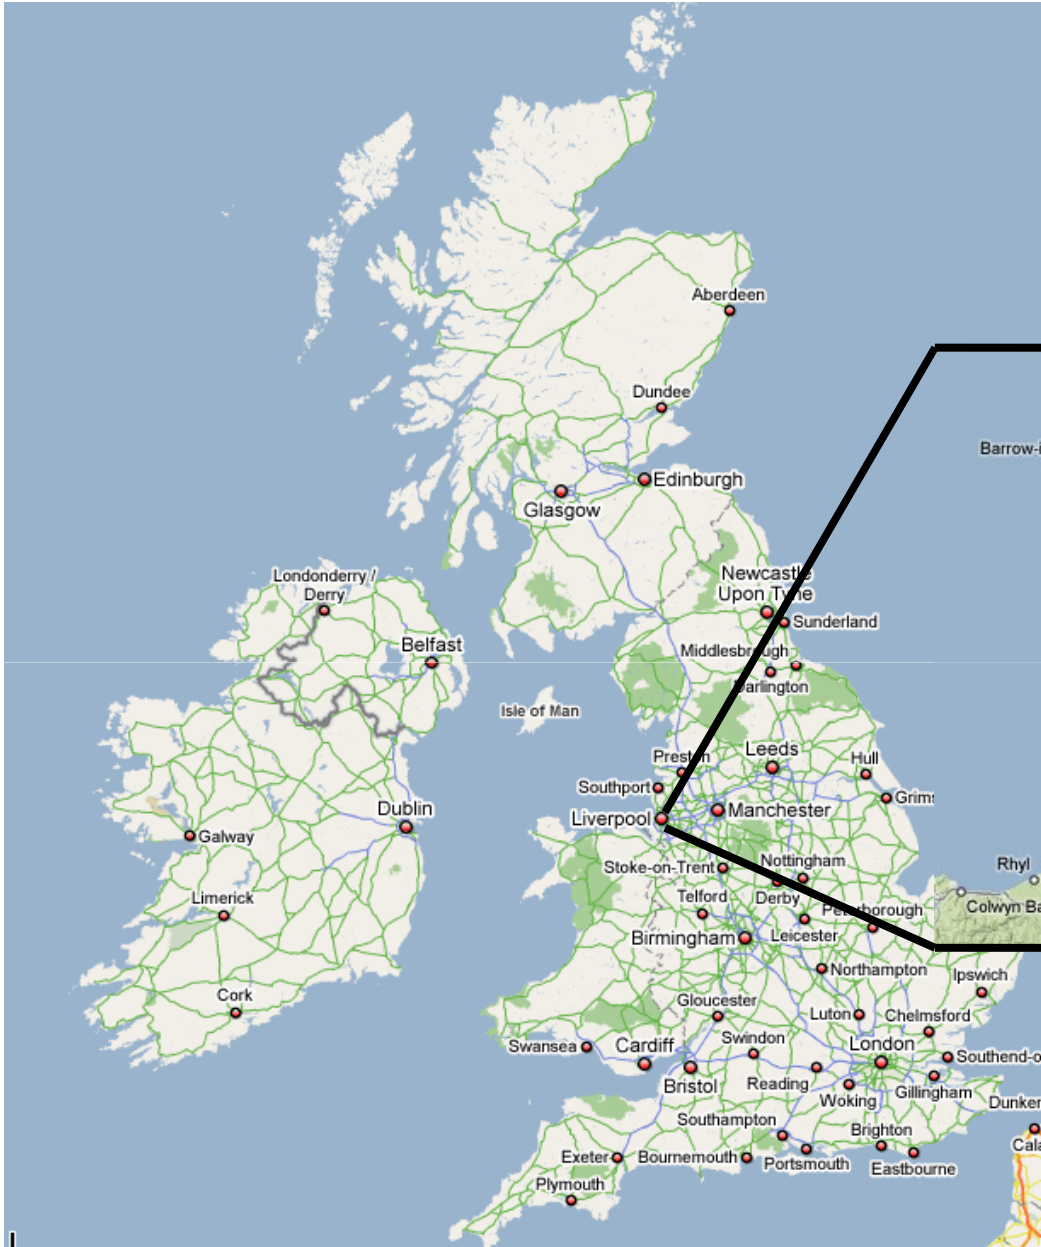 Aberdeen
Dundee
Barrow-i
Edinburgh
Glasgow
Londonderry /
Derry
Newcastle
Upon Tyne
Sunderland
Belfast
Middlesbrough
Darlington
Isle of Man
Leeds
Preston
Hull
Southport
Grims
Dublin
Manchester
Liverpool
Galway
Nottingham
Rhyl
Stoke-on-Trent
Limerick
Telford
Derby
Colwyn Ba
Peterborough
Birmingham
Leicester
Northampton
Ipswich
Cork
Gloucester
Luton
Chelmsford
Swansea
Cardiff
Swindon
London
Southend-o
Bristol
Reading
Gillingham
Woking
Dunker
Southampton
Brighton
Cala
Exeter
Bournemouth
Portsmouth
Eastbourne
Plymouth